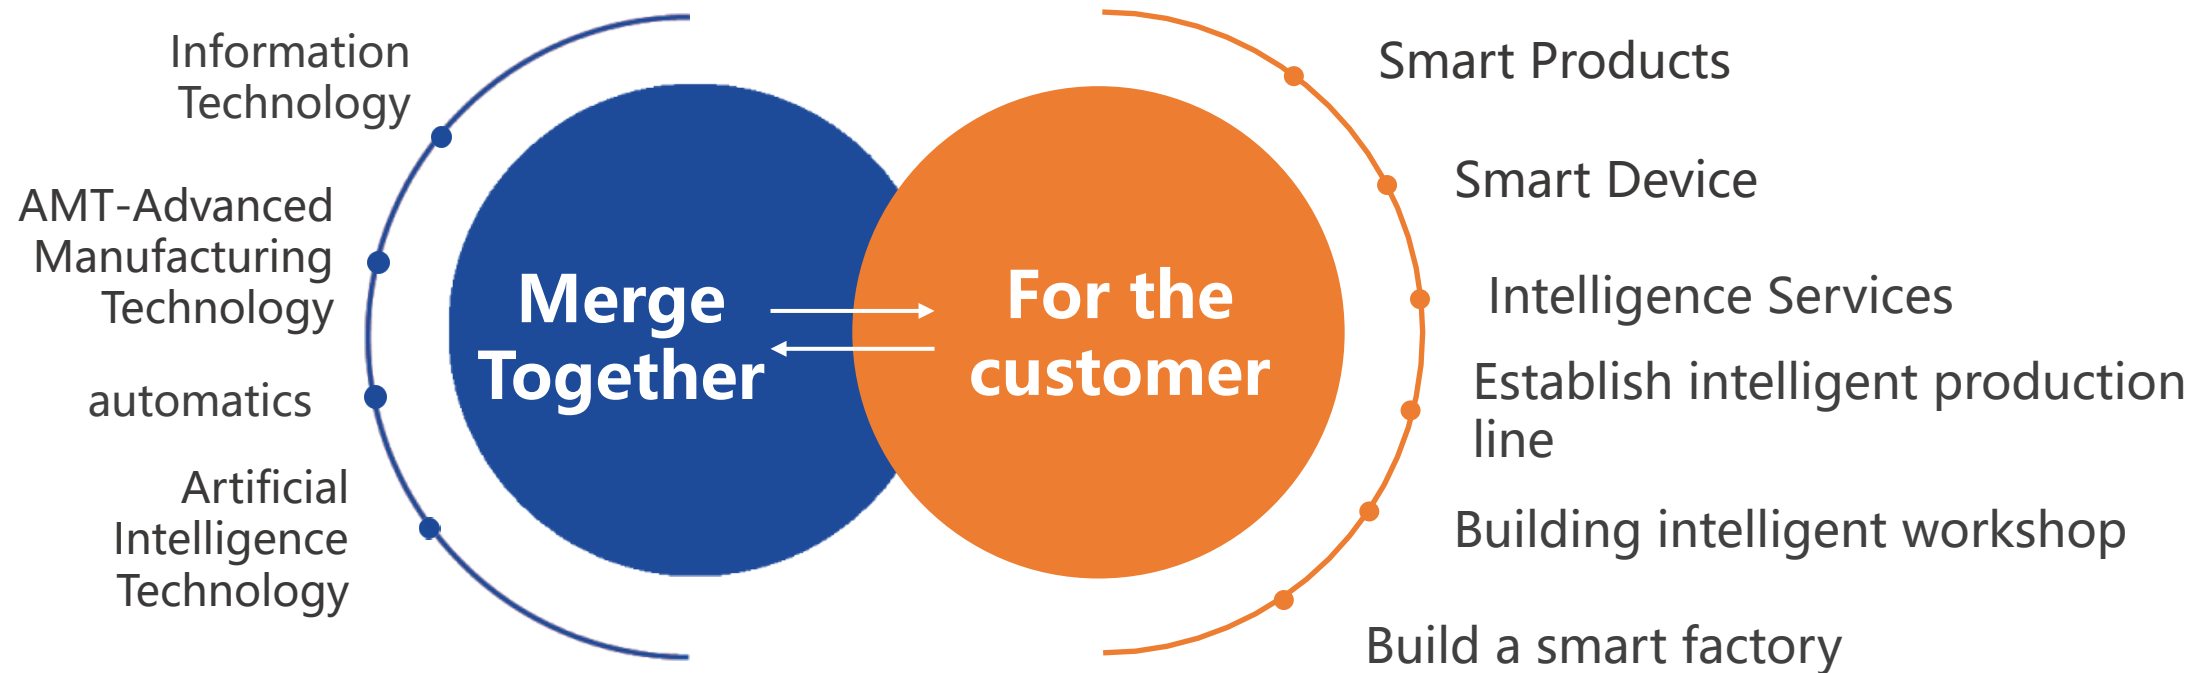 Information
Technology
AMT-Advanced
Manufacturing
Technology
automatics
Artificial
Intelligence
Technology
Merge
Together
For the
customer
Smart Products
Smart Device
Intelligence Services
Establish intelligent production
line
Building intelligent workshop
Build a smart factory